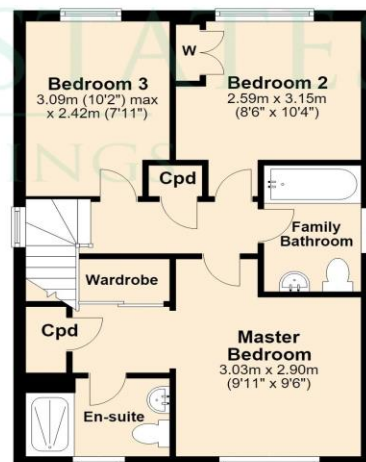 STATES
INGS
Bedroom 3
3.09m (10'2") max
x 2.42m (7'11")
W
Bedroom 2
2.59m x 3.15m
(8'6" x 10'4")
Cpd
Family
Bathroom
Wardrobe
Cpd
Master
Bedroom
3.03m x 2.90m
(9'11" x 9'6")
En-suite